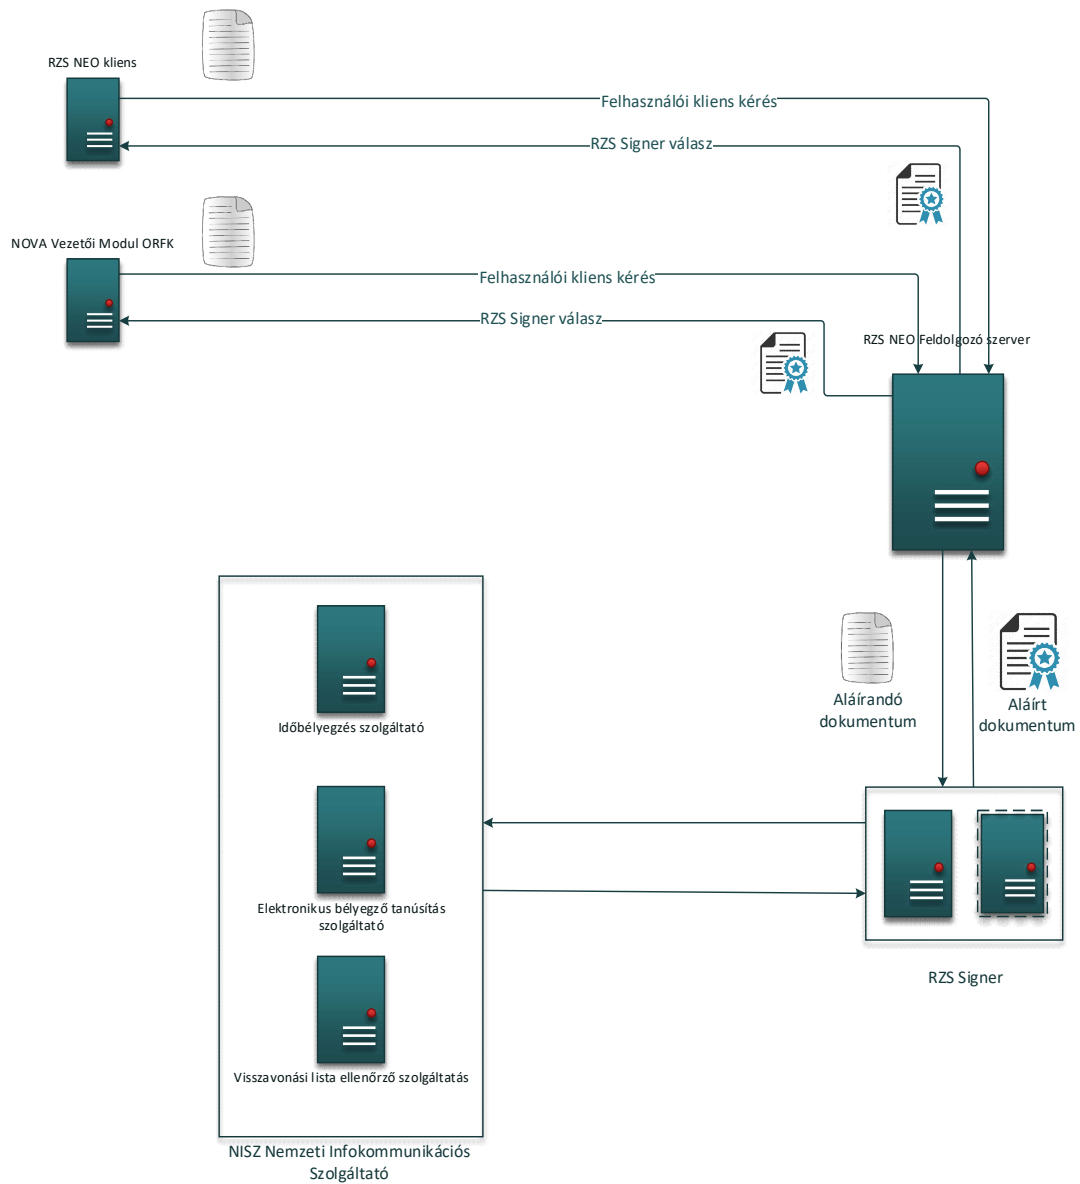 RZS NEO kliens
Felhasználói kliens kérés
RZS Signer válasz
NOVA Vezetői Modul ORFK
Felhasználói kliens kérés
RZS Signer válasz
RZS NEO Feldolgozó szerver
Aláírandó
dokumentum
Aláírt
dokumentum
Időbélyegzés szolgáltató
Elektronikus bélyegző tanúsítás
szolgáltató
RZS Signer
Visszavonási lista ellenőrző szolgáltatás
NISZ Nemzeti Infokommunikációs
Szolgáltató